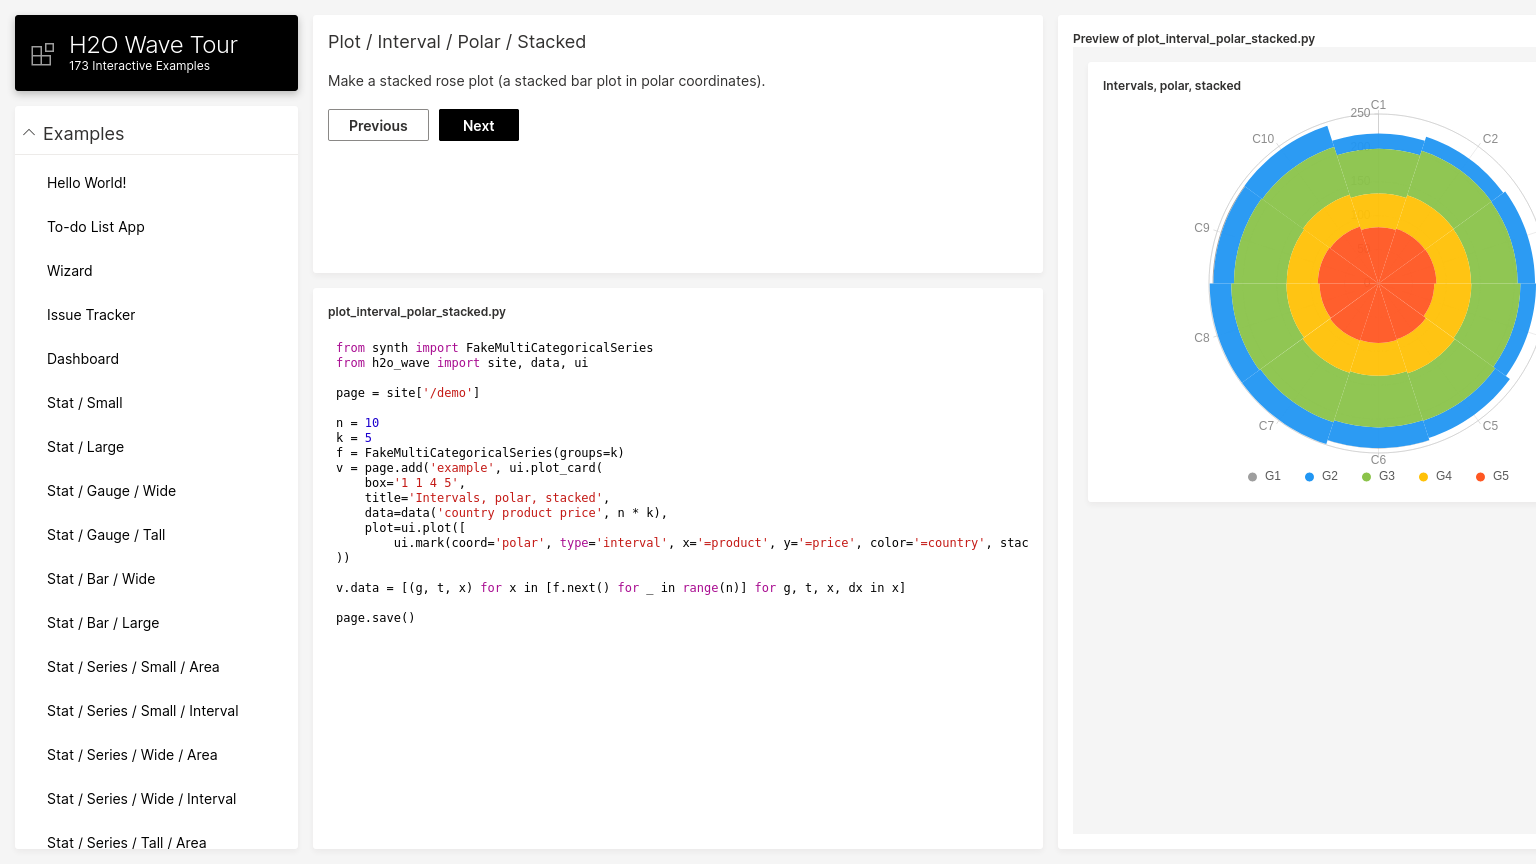 H2O Wave Tour
173 Interactive Examples
Examples
Hello World!
To-do List App
Wizard
Issue Tracker
Dashboard
Stat / Small
Stat / Large
Stat / Gauge / Wide
Stat / Gauge / Tall
Stat / Bar / Wide
Stat / Bar / Large
Stat / Series / Small / Area
Stat / Series / Small / Interval
Stat / Series / Wide / Area
Stat / Series / Wide / Interval
Stat / Series / Tall / Area
Plot / Interval / Polar / Stacked
Make a stacked rose plot (a stacked bar plot in polar coordinates).
Previous
Next
plot_interval_polar_stacked.py
from synth import FakeMultiCategoricalSeries
from h2o_wave import site, data, ui
page = site['/demo']
n = 10
k = 5
f = FakeMultiCategoricalSeries(groups=k)
v = page.add('example', ui.plot_card(
    box='1 1 4 5',
    title='Intervals, polar, stacked',
    data=data('country product price', n * k),
    plot=ui.plot([
        ui.mark(coord='polar', type='interval', x='=product', y='=price', color='=country', stac
))
v.data = [(g, t, x) for x in [f.next() for _ in range(n)] for g, t, x, dx in x]
page.save()
Preview of plot_interval_polar_stacked.py
Intervals, polar, stacked
C1
250
C10
C2
C9
C8
C7
C5
C6
G1 G2 G3 G4 G5